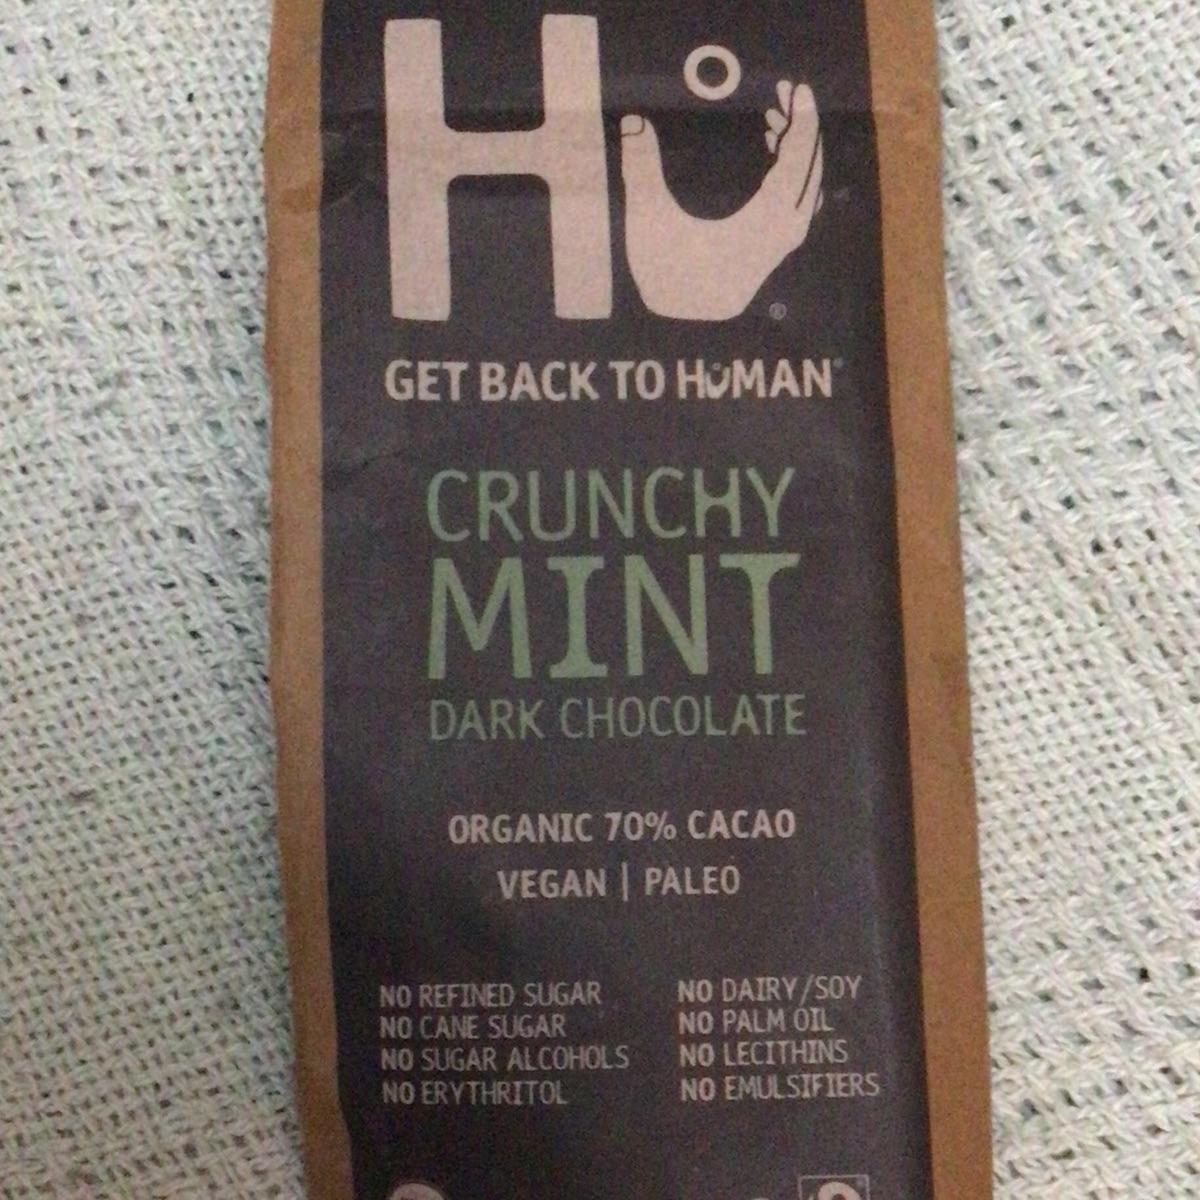 Hu
GET BACK TO HUMAN
CRUNCHY
MINT
DARK CHOCOLATE
ORGANIC 70% CACAO
VEGAN | PALEO
NO REFINED SUGAR
NO CANE SUGAR
NO SUGAR ALCOHOLS
NO ERYTHRITOL
NO DAIRY/SOY
NO PALM OIL
NO LECITHINS
NO EMULSIFIERS